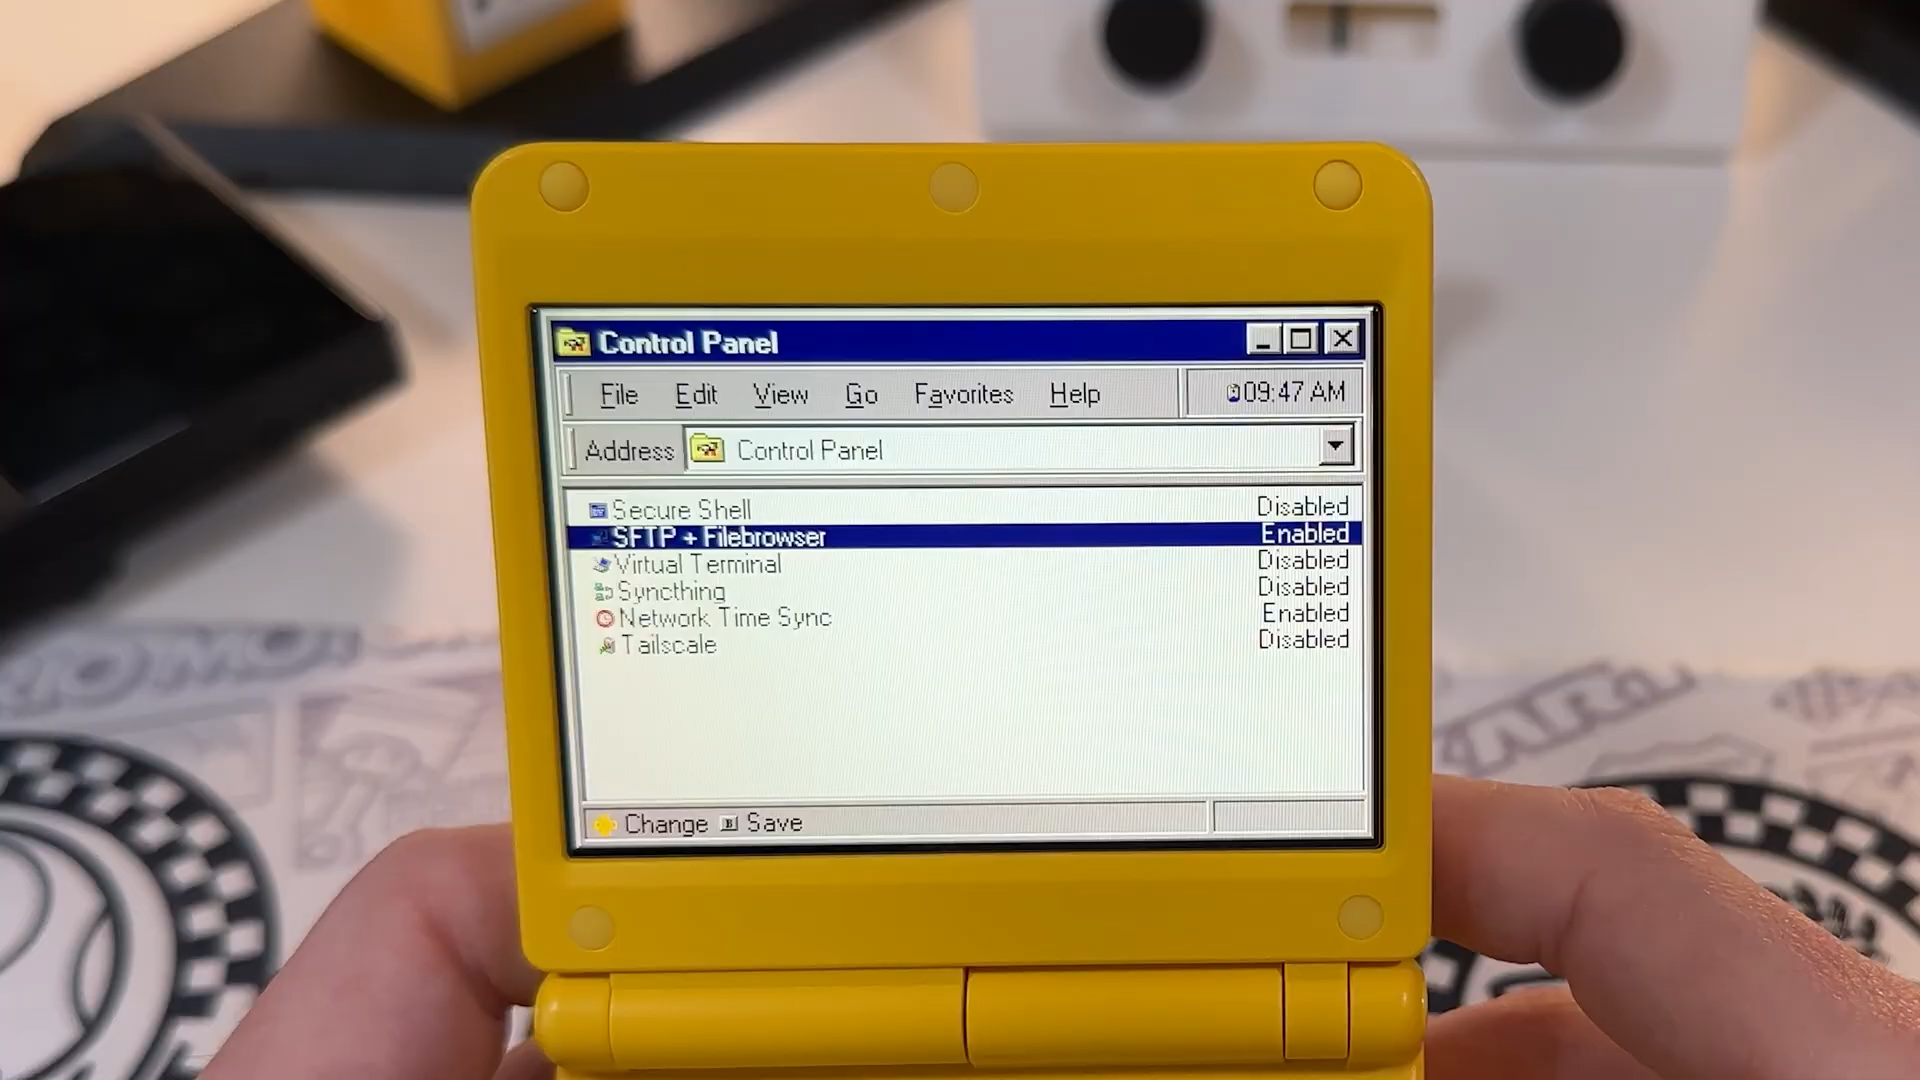 Control Panel
File Edit View Go Favorites Help 09:47 AM
Address Control Panel
Secure Shell Disabled
SFTP + Filebrowser Enabled
Virtual Terminal Disabled
Syncthing Disabled
Network Time Sync Enabled
Tailscale Disabled
Change B Save